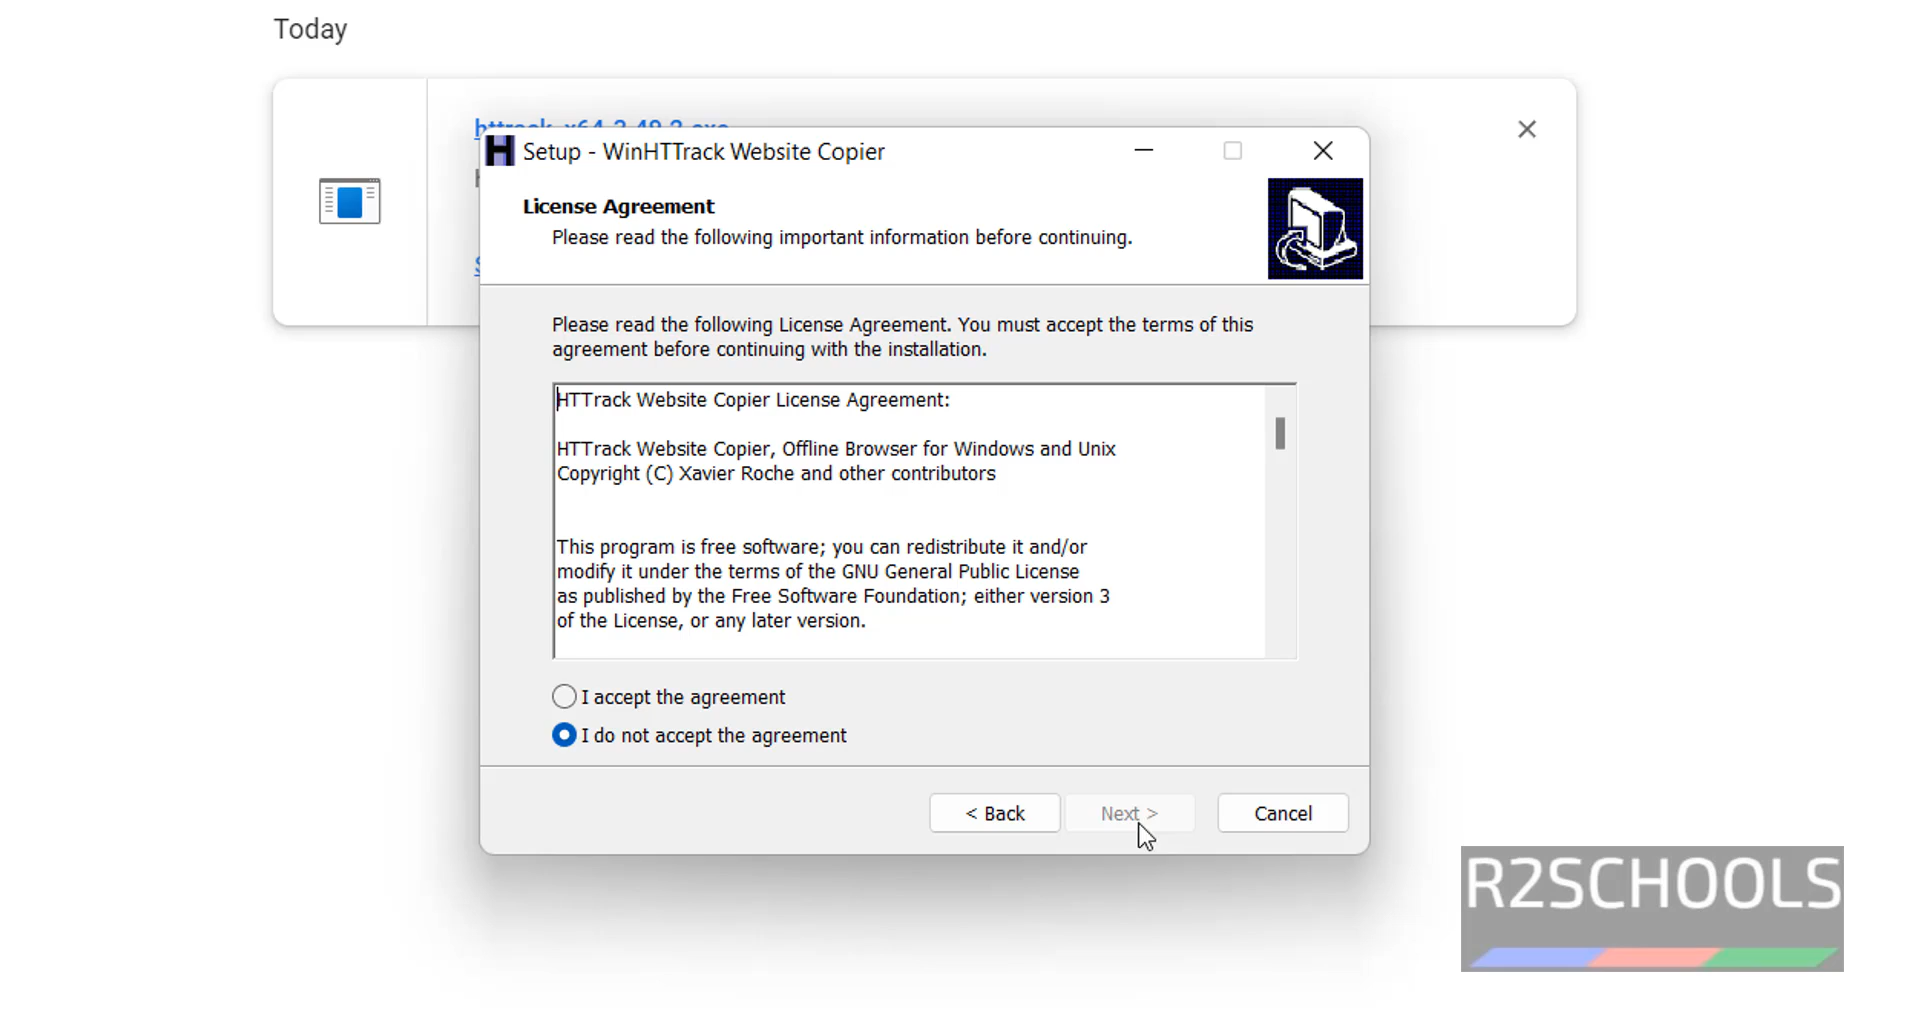 Today
httrack_x64-3.49.2.exe
Setup - WinHTTrack Website Copier
License Agreement
Please read the following important information before continuing.
Please read the following License Agreement. You must accept the terms of this
agreement before continuing with the installation.
HTTrack Website Copier License Agreement:
HTTrack Website Copier, Offline Browser for Windows and Unix
Copyright (C) Xavier Roche and other contributors
This program is free software; you can redistribute it and/or
modify it under the terms of the GNU General Public License
as published by the Free Software Foundation; either version 3
of the License, or any later version.
I accept the agreement
I do not accept the agreement
< Back
Next >
Cancel
R2SCHOOLS